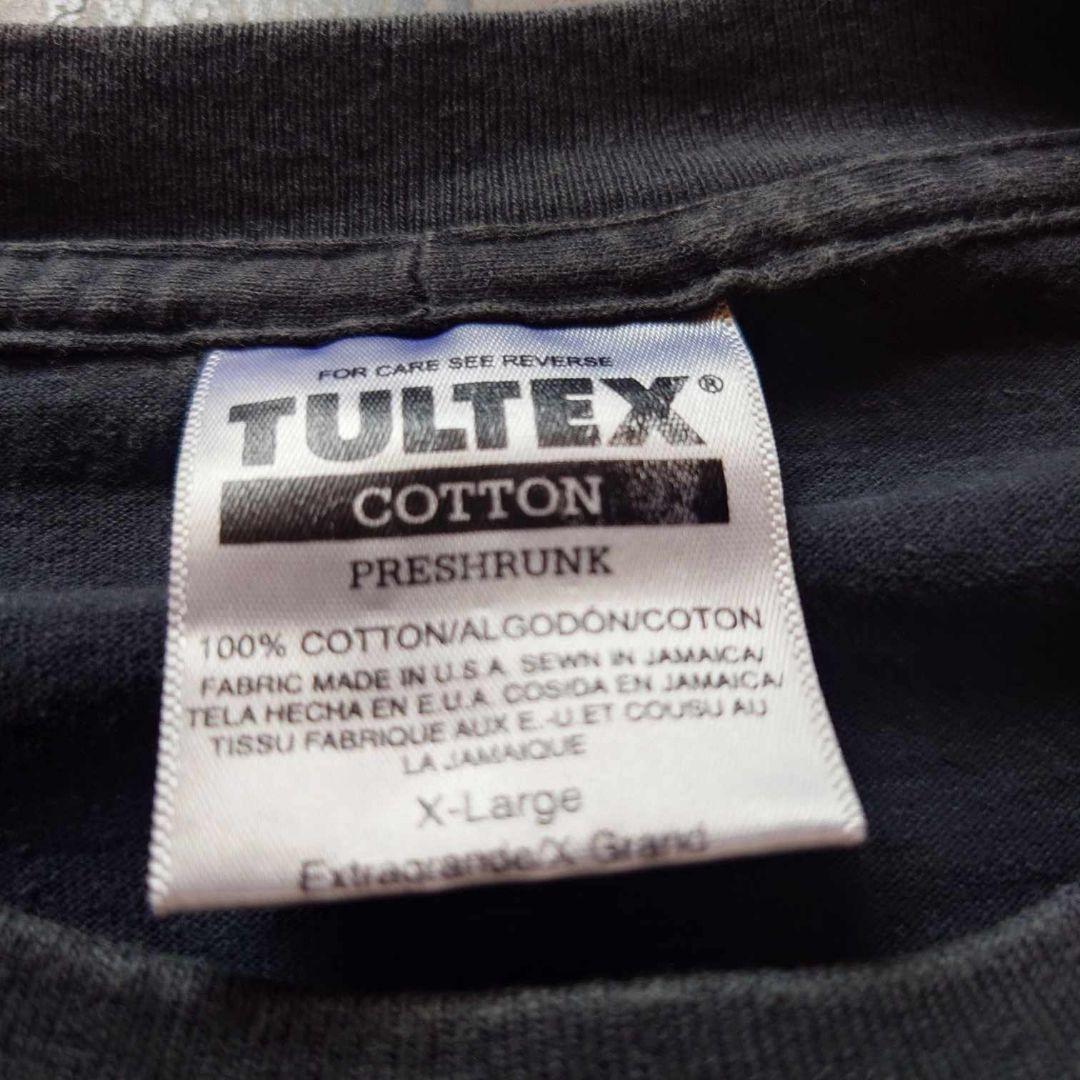 FOR CARE SEE REVERSE
TULTEX®
COTTON
PRESHRUNK
100% COTTON/ALGODÓN/COTON
FABRIC MADE IN U.S.A. SEWN IN JAMAICA/
TELA HECHA EN E.U.A. COSIDA EN JAMAICA/
TISSU FABRIQUE AUX E.-U.ET COUSU AU
LA JAMAIQUE
X-Large
Extragrande/X-Grand